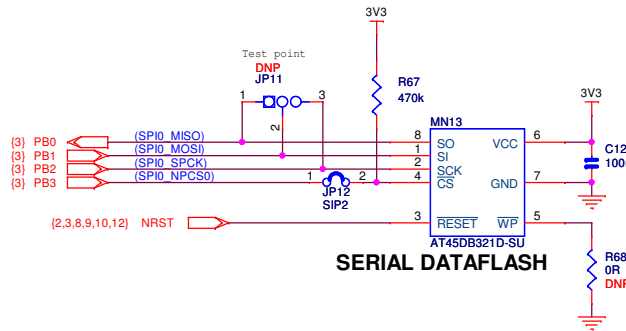 3V3
Test point
DNP
JP11
1
3
2
R67
470k
3V3
MN13
{3} PB0
(SPI0_MISO)
8
SO
VCC
6
{3} PB1
(SPI0_MOSI)
1
SI
{3} PB2
(SPI0_SPCK)
2
SCK
{3} PB3
(SPI0_NPCS0)
1
2
4
CS
GND
7
C12
100n
JP12
SIP2
{2,3,8,9,10,12} NRST
3
RESET
WP
5
AT45DB321D-SU
SERIAL DATAFLASH
R68
0R
DNP